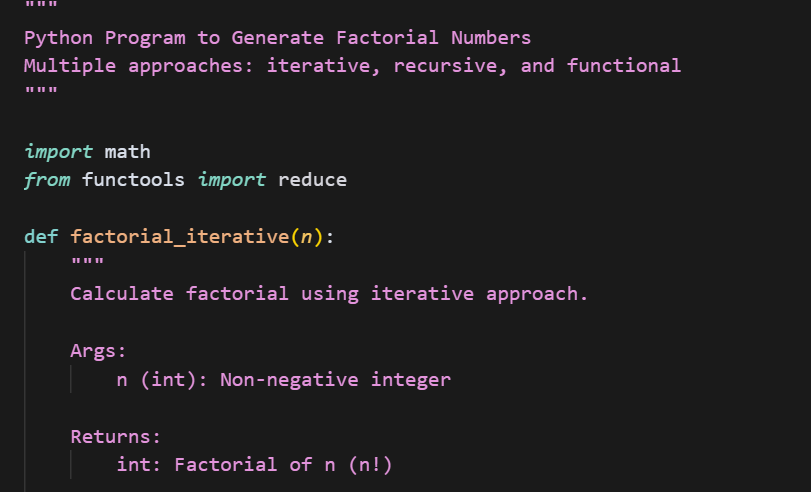 """
Python Program to Generate Factorial Numbers
Multiple approaches: iterative, recursive, and functional
"""

import math
from functools import reduce

def factorial_iterative(n):
    """
    Calculate factorial using iterative approach.

    Args:
        n (int): Non-negative integer

    Returns:
        int: Factorial of n (n!)